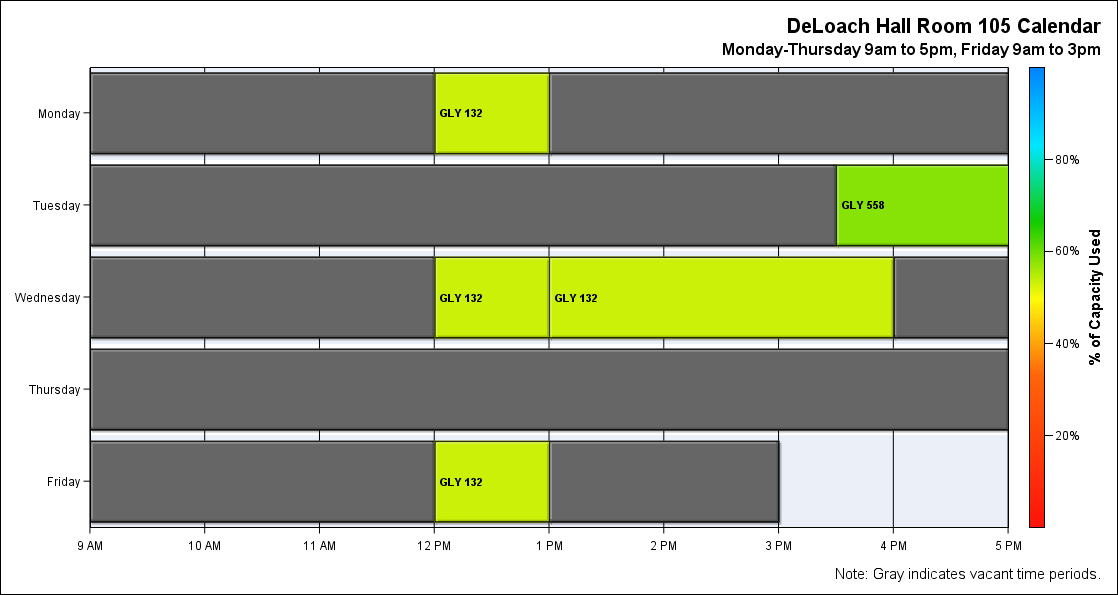 DeLoach Hall Room 105 Calendar
Monday-Thursday 9am to 5pm, Friday 9am to 3pm
Monday
GLY 132
Tuesday
GLY 558
Wednesday
GLY 132
GLY 132
Thursday
Friday
GLY 132
9 AM
10 AM
11 AM
12 PM
1 PM
2 PM
3 PM
4 PM
5 PM
80%
60%
40%
20%
% of Capacity Used
Note: Gray indicates vacant time periods.